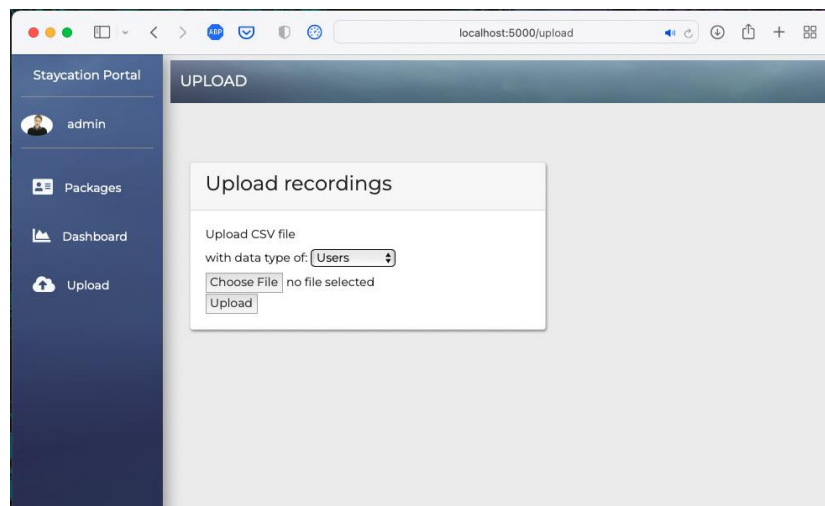 ABP
localhost:5000/upload
Staycation Portal
UPLOAD
admin
Packages
Dashboard
Upload
Upload recordings
Upload CSV file
with data type of: Users
Choose File no file selected
Upload